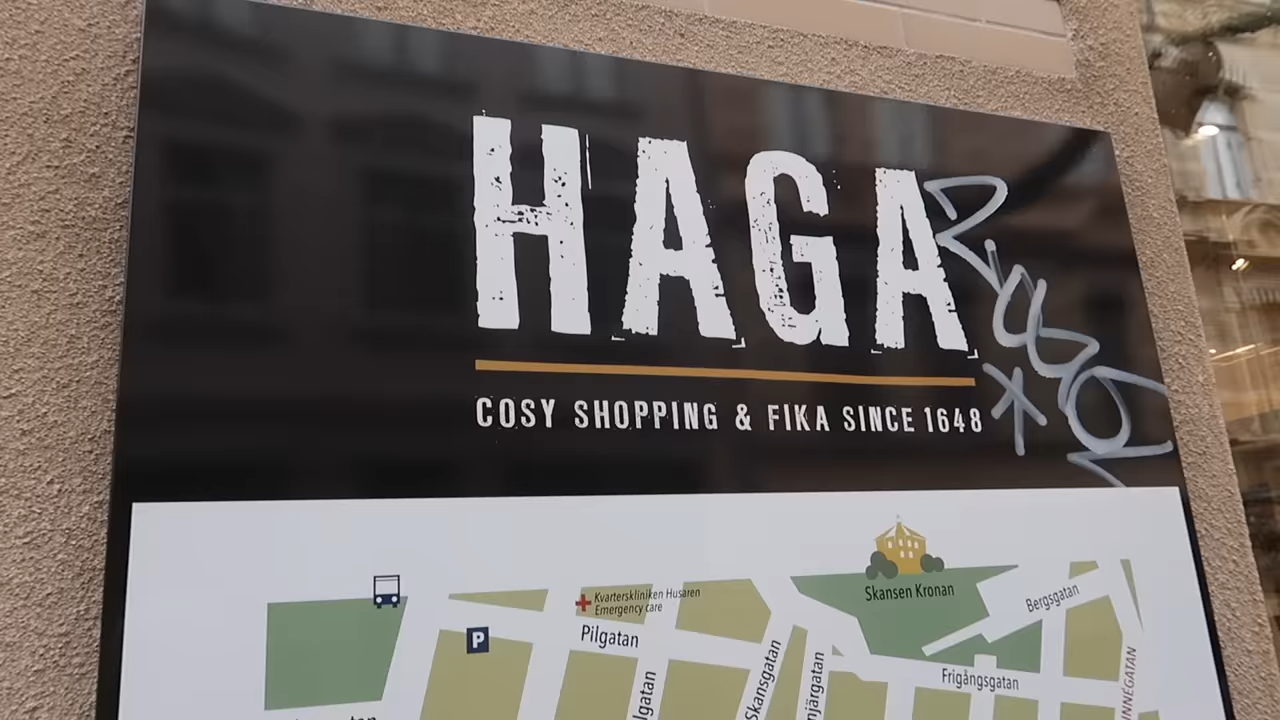 HAGA
COSY SHOPPING & FIKA SINCE 1648
Kvarterskliniken Husaren
Emergency care
P
Pilgatan
Skansen Kronan
Bergsgatan
Frigångsgatan
Skansgatan